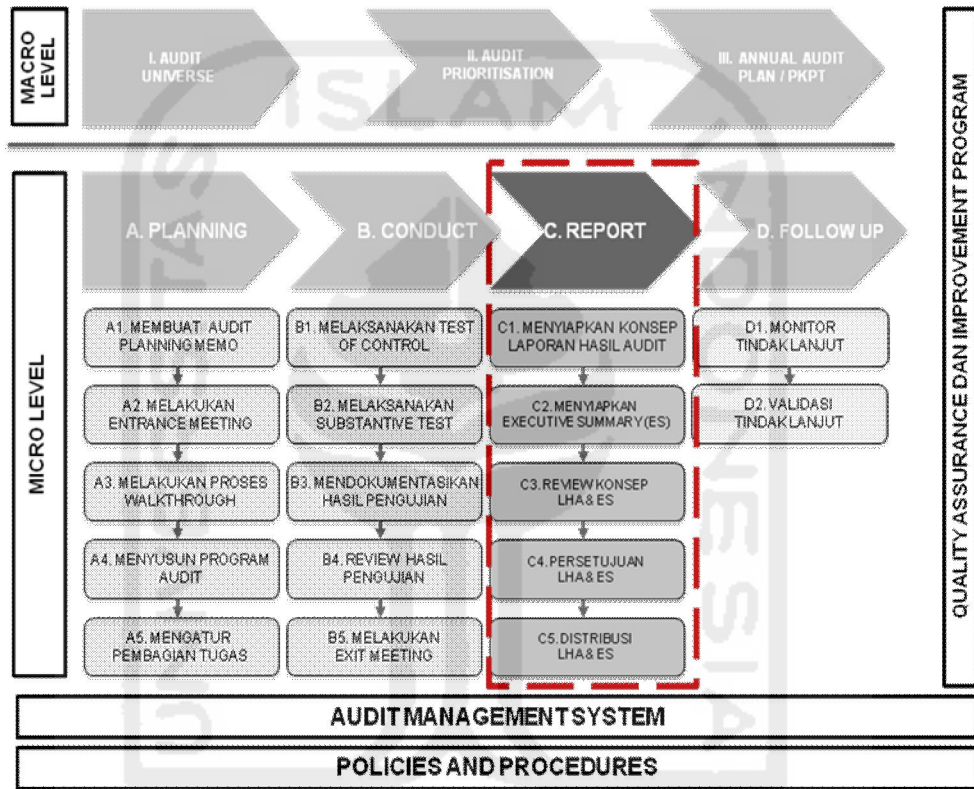 MACRO
LEVEL
I. AUDIT
UNIVERSE
II. AUDIT
PRIORITISATION
III. ANNUAL AUDIT
PLAN / PKPT
MICRO LEVEL
A. PLANNING
A1. MEMBUAT AUDIT
PLANNING MEMO
A2. MELAKUKAN
ENTRANCE MEETING
A3. MELAKUKAN PROSES
WALKTHROUGH
A4. MENYUSUN PROGRAM
AUDIT
A5. MENGATUR
PEMBAGIAN TUGAS
B. CONDUCT
B1. MELAKSANAKAN TEST
OF CONTROL
B2. MELAKSANAKAN
SUBSTANTIVE TEST
B3. MENDOKUMENTASIKAN
HASIL PENGUJIAN
B4. REVIEW HASIL
PENGUJIAN
B5. MELAKUKAN
EXIT MEETING
C. REPORT
C1. MENYIAPKAN KONSEP
LAPORAN HASIL AUDIT
C2. MENYIAPKAN
EXECUTIVE SUMMARY (ES)
C3. REVIEW KONSEP
LHA & ES
C4. PERSETUJUAN
LHA & ES
C5. DISTRIBUSI
LHA & ES
D. FOLLOW UP
D1. MONITOR
TINDAK LANJUT
D2. VALIDASI
TINDAK LANJUT
QUALITY ASSURANCE DAN IMPROVEMENT PROGRAM
AUDIT MANAGEMENT SYSTEM
POLICIES AND PROCEDURES
UNIVERSITAS
ISLAM
INDONESIA